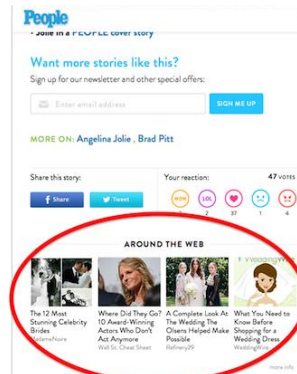 People
- Jolie in a PEOPLE cover story
Want more stories like this?
Sign up for our newsletter and other special offers:
Enter email address
SIGN ME UP
MORE ON: Angelina Jolie , Brad Pitt
Share this story:
Your reaction:
47 votes
f Share
Tweet
WOW
LOL
2
37
1
4
AROUND THE WEB
The 12 Most
Stunning Celebrity
Brides
MadameNoire
Where Did They Go?
10 Award-Winning
Actors Who Don't
Act Anymore
Wall St. Cheat Sheet
A Complete Look At
The Wedding The
Olsens Helped Make
Possible
Refinery29
WeddingWire
What You Need to
Know Before
Shopping for a
Wedding Dress
WeddingWire
more info